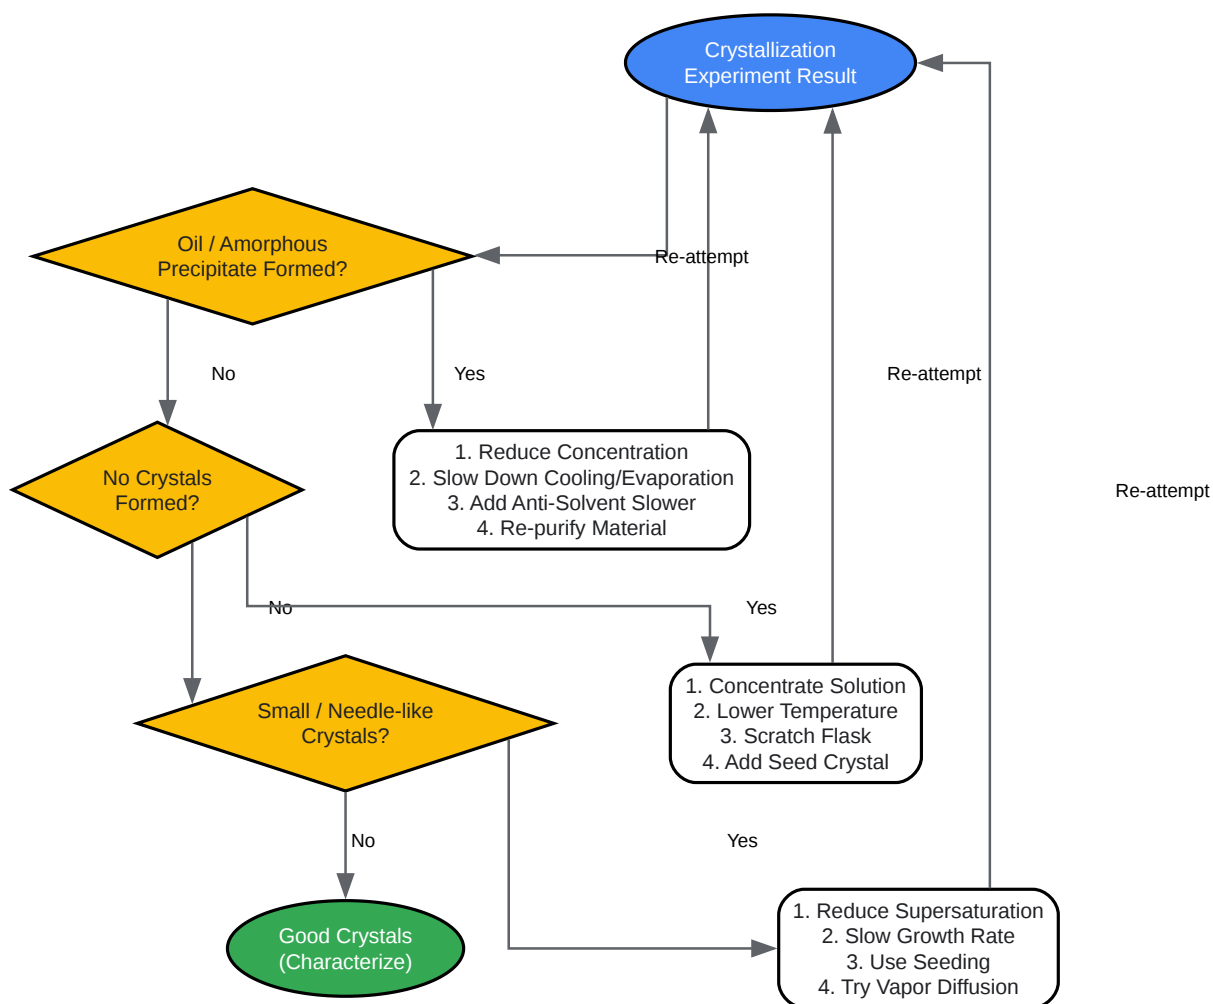 Crystallization
Experiment Result
Oil / Amorphous
Precipitate Formed?
Re-attempt
No
Yes
Re-attempt
No Crystals
Formed?
1. Reduce Concentration
2. Slow Down Cooling/Evaporation
3. Add Anti-Solvent Slower
4. Re-purify Material
Re-attempt
No
Yes
Small / Needle-like
Crystals?
1. Concentrate Solution
2. Lower Temperature
3. Scratch Flask
4. Add Seed Crystal
No
Yes
Good Crystals
(Characterize)
1. Reduce Supersaturation
2. Slow Growth Rate
3. Use Seeding
4. Try Vapor Diffusion